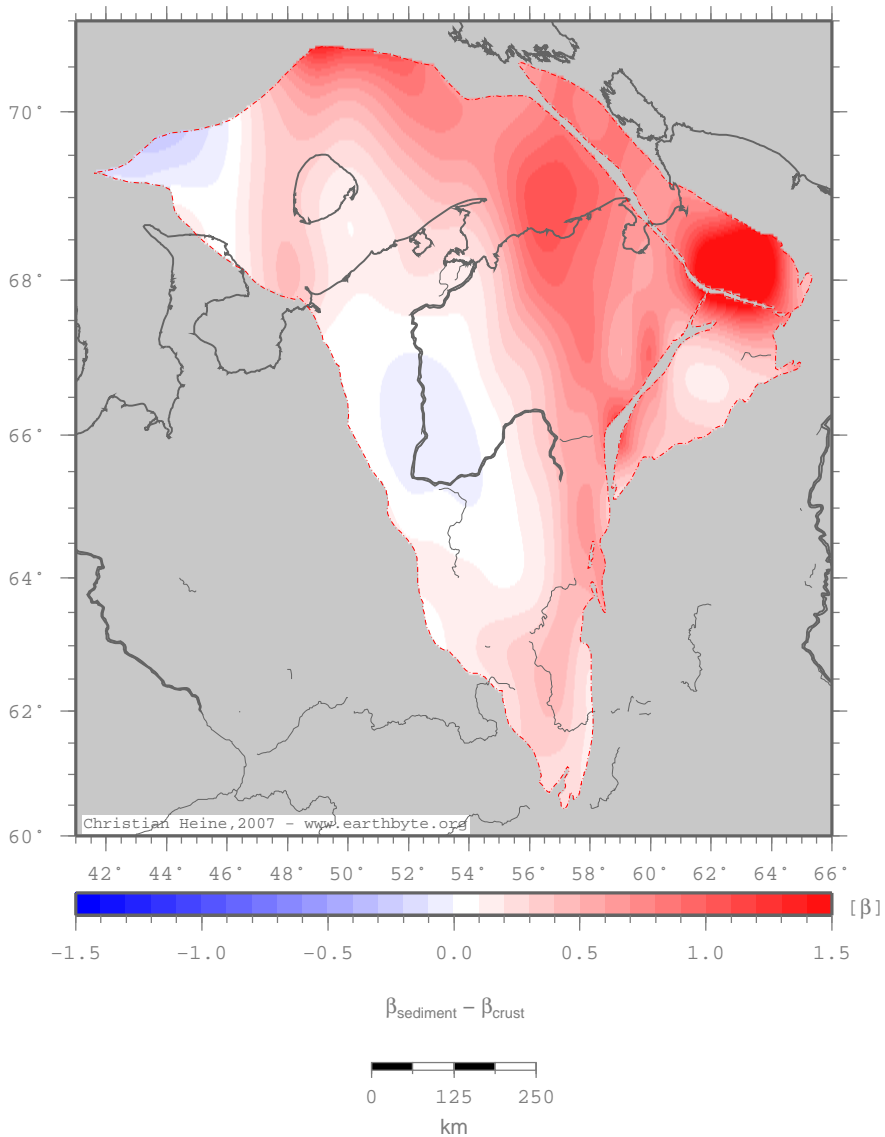 70°
68°
66°
64°
62°
60°
Christian Heine,2007 - www.earthbyte.org
42° 44° 46° 48° 50° 52° 54° 56° 58° 60° 62° 64° 66°
[β]
-1.5 -1.0 -0.5 0.0 0.5 1.0 1.5
βsediment - βcrust
0 125 250
km